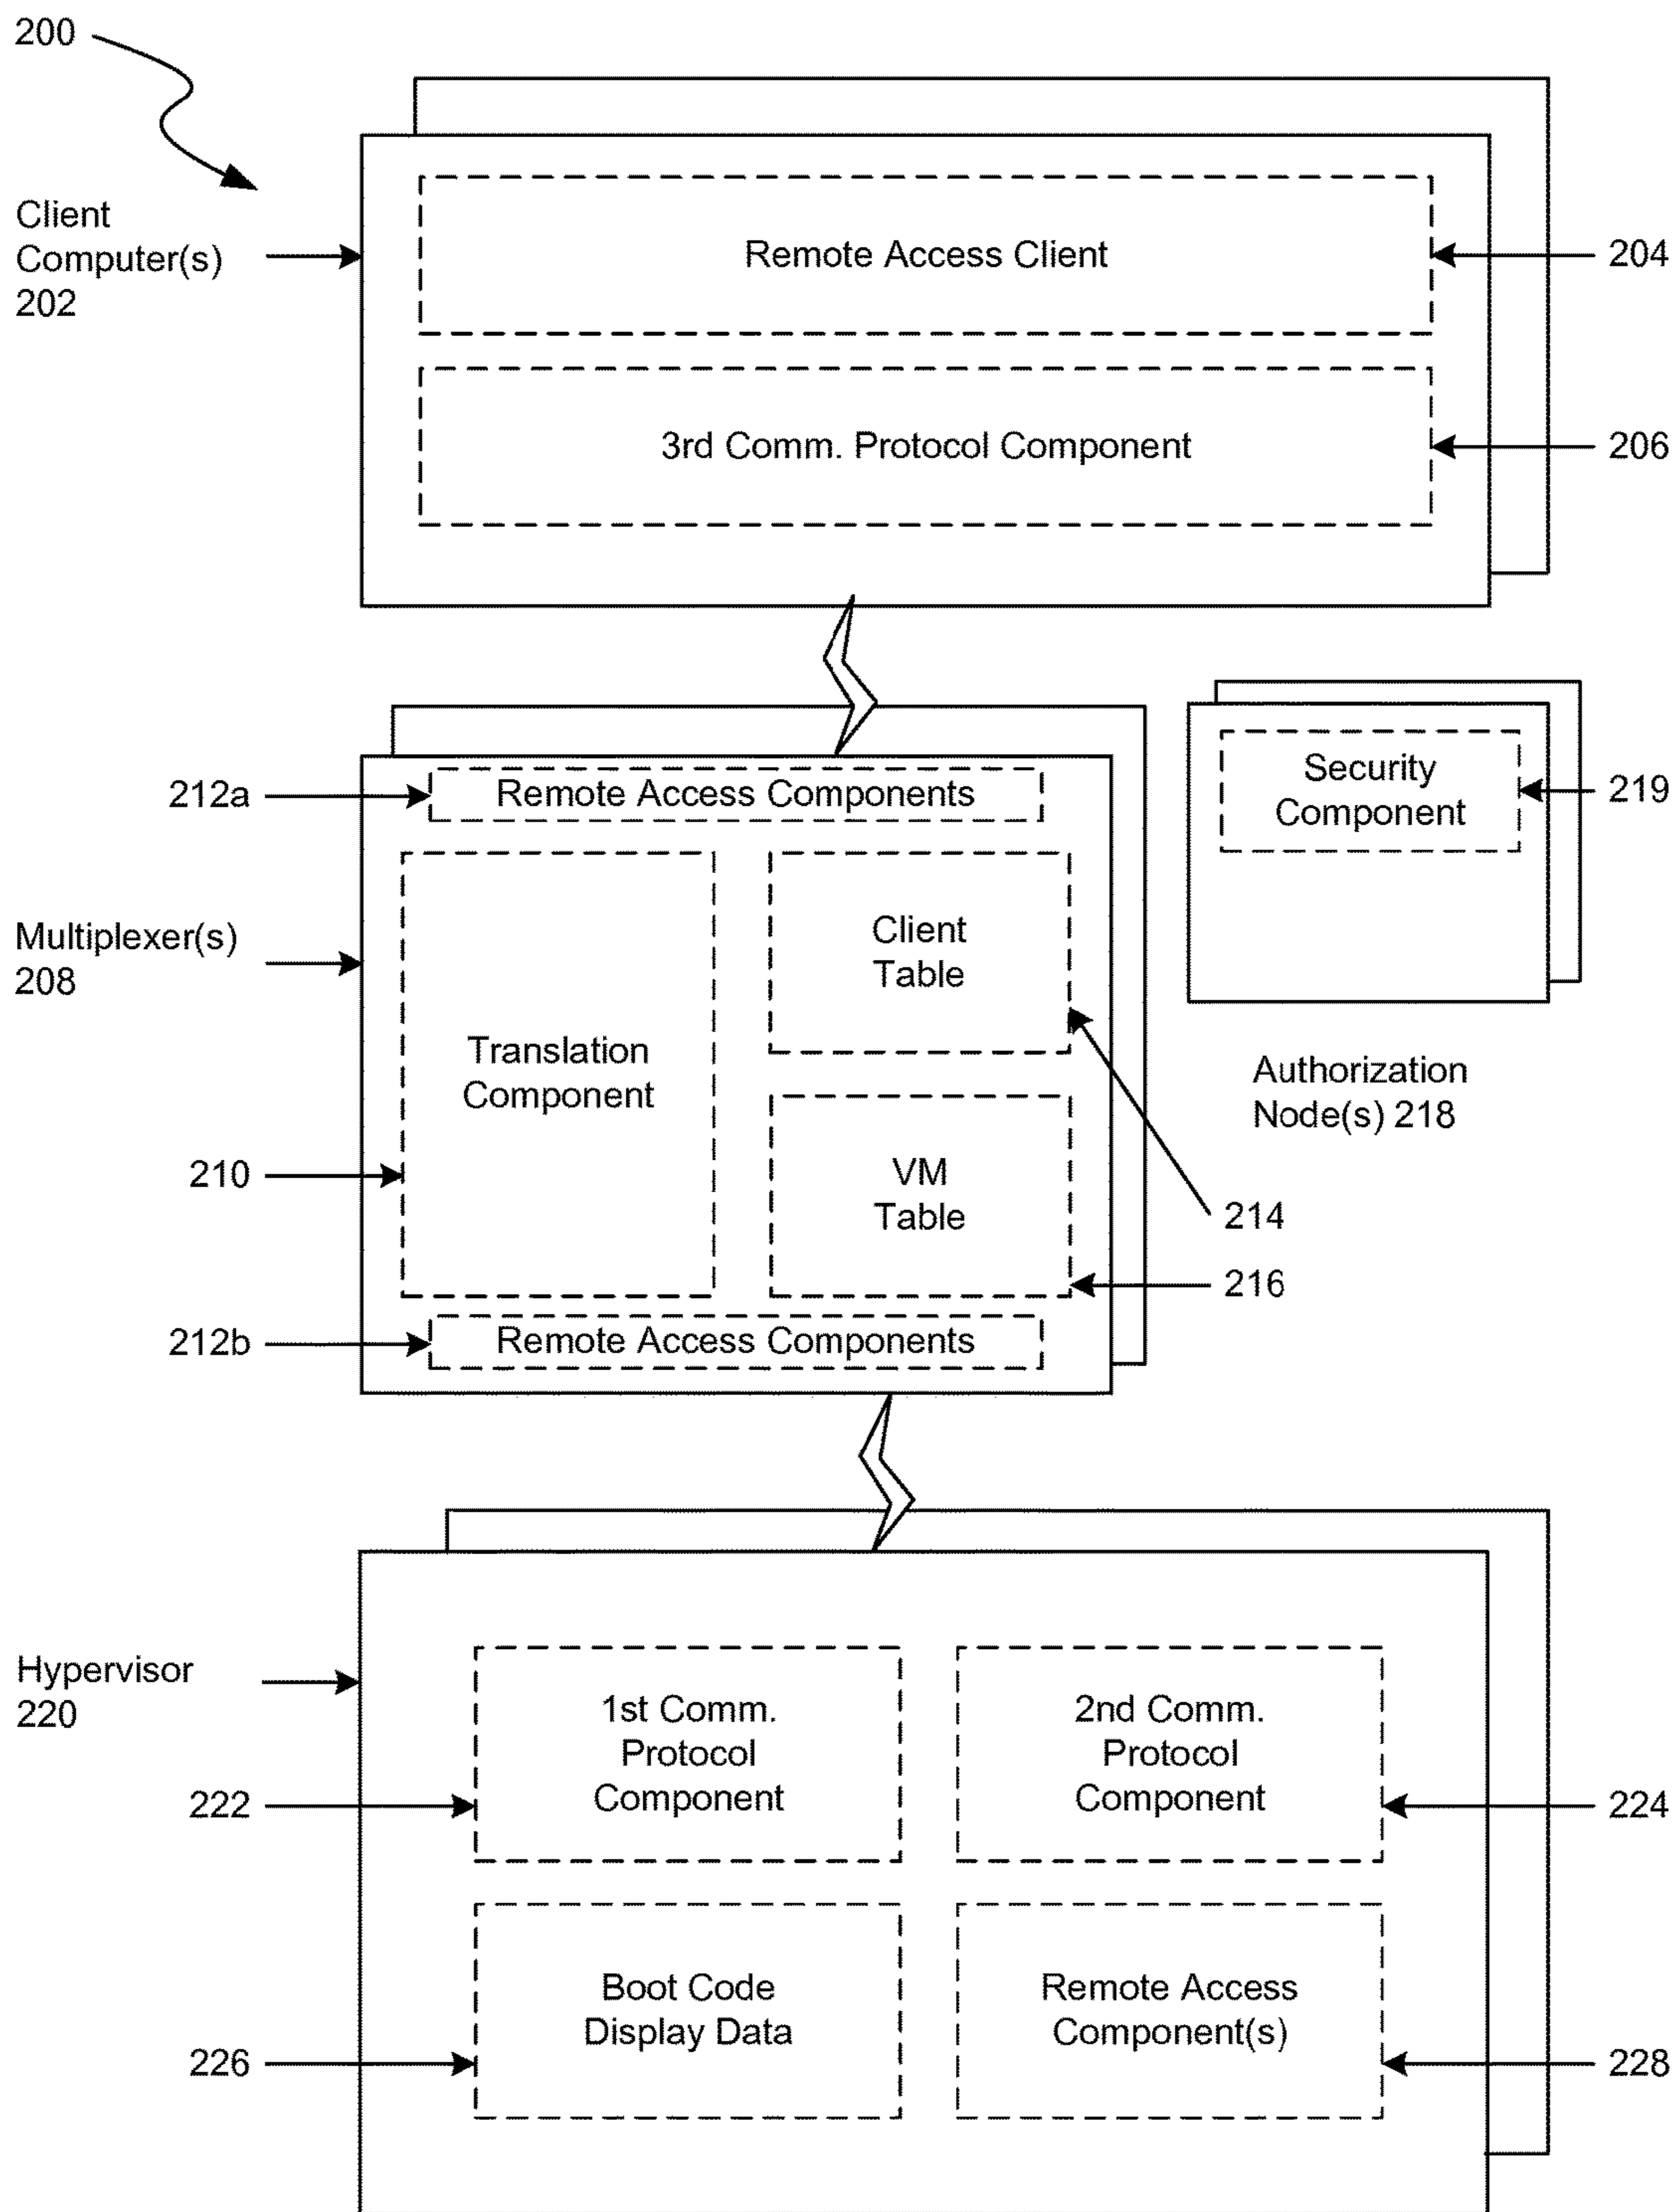 200
Client
Computer(s)
202
Remote Access Client
204
3rd Comm. Protocol Component
206
212a
Remote Access Components
Security
Component
219
Multiplexer(s)
208
Client
Table
Translation
Component
Authorization
Node(s) 218
210
VM
Table
214
216
212b
Remote Access Components
Hypervisor
220
1st Comm.
Protocol
Component
2nd Comm.
Protocol
Component
222
224
Boot Code
Display Data
Remote Access
Component(s)
226
228